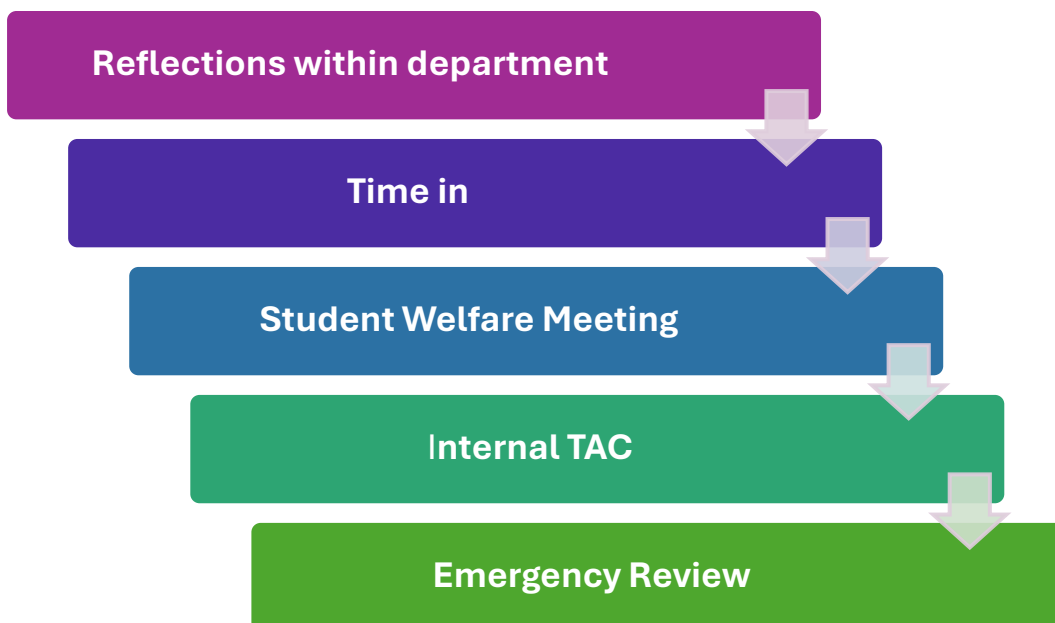 Reflections within department
Time in
Student Welfare Meeting
Internal TAC
Emergency Review